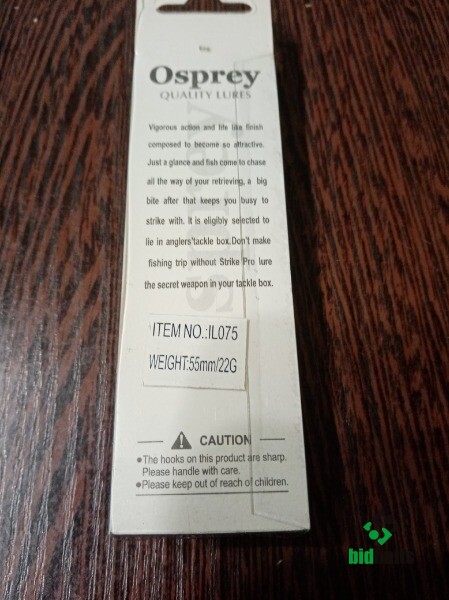 Osprey
QUALITY LURES
Vigorous action and life like finish
composed to become so attractive.
Just a glance and fish come to chase
all the way of your retrieving, a big
bite after that keeps you busy to
strike with. It is eligibly selected to
lie in anglers'tackle box.Don't make
fishing trip without Strike Pro lure
the secret weapon in your tackle box.
ITEM NO.:IL075
WEIGHT:55mm/22G
CAUTION
●The hooks on this product are sharp.
Please handle with care.
●Please keep out of reach of children.